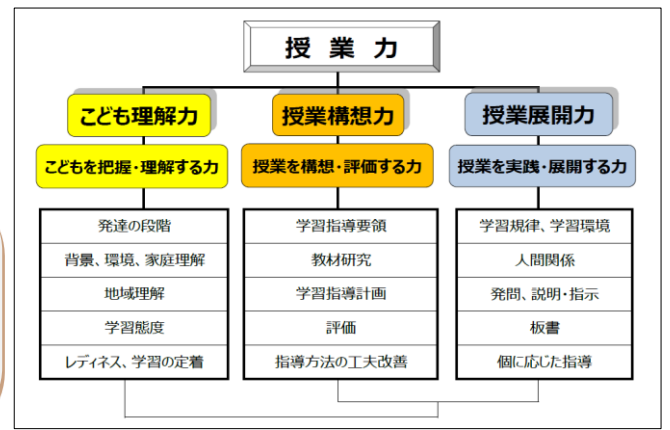 授業力
こども理解力
授業構想力
授業展開力
こどもを把握・理解する力
授業を構想・評価する力
授業を実践・展開する力
発達の段階
背景、環境、家庭理解
地域理解
学習態度
レディネス、学習の定着
学習指導要領
教材研究
学習指導計画
評価
指導方法の工夫改善
学習規律、学習環境
人間関係
発問、説明・指示
板書
個に応じた指導